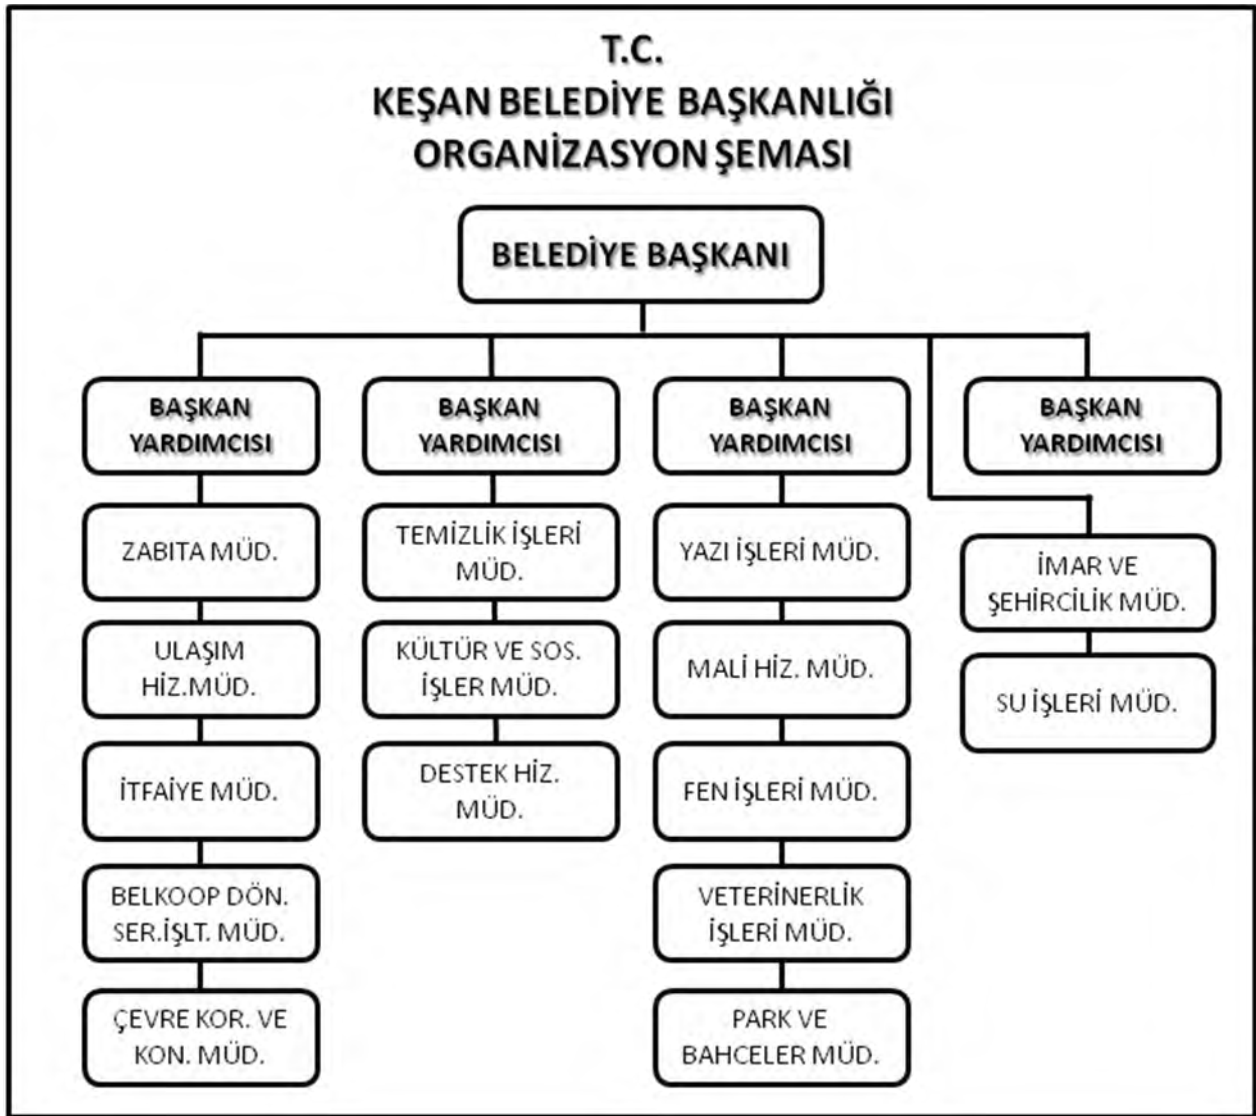 T.C.
KEŞAN BELEDİYE BAŞKANLIĞI
ORGANİZASYON ŞEMASI
BELEDİYE BAŞKANI
BAŞKAN
YARDIMCISI
BAŞKAN
YARDIMCISI
BAŞKAN
YARDIMCISI
BAŞKAN
YARDIMCISI
ZABITA MÜD.
ULAŞIM
HİZ.MÜD.
İTFAİYE MÜD.
BELKOOP DÖN.
SER.İŞLT. MÜD.
ÇEVRE KOR. VE
KON. MÜD.
TEMİZLİK İŞLERİ
MÜD.
KÜLTÜR VE SOS.
İŞLER MÜD.
DESTEK HİZ.
MÜD.
YAZI İŞLERİ MÜD.
MALİ HİZ. MÜD.
FEN İŞLERİ MÜD.
VETERİNERLİK
İŞLERİ MÜD.
PARK VE
BAHCELER MÜD.
İMAR VE
ŞEHİRCİLİK MÜD.
SU İŞLERİ MÜD.